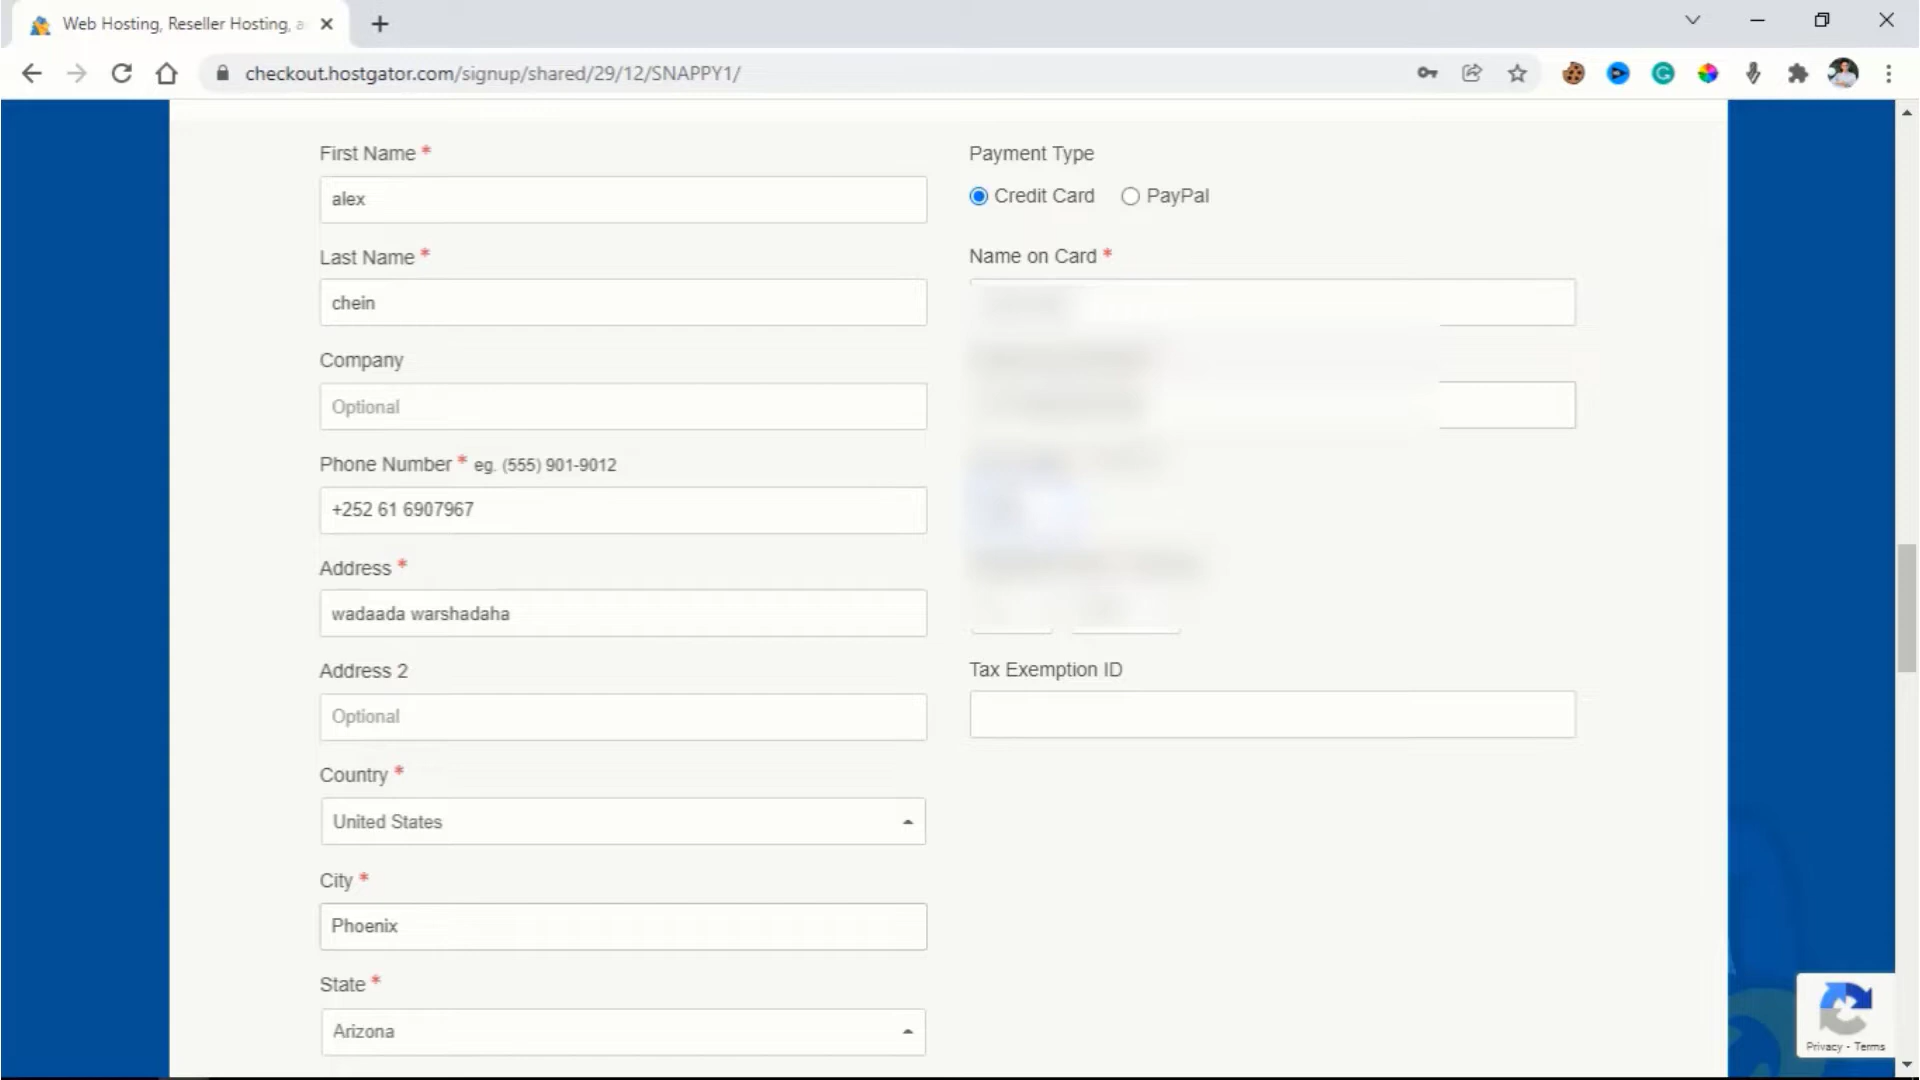 Web Hosting, Reseller Hosting, a
checkout.hostgator.com/signup/shared/29/12/SNAPPY1/
First Name *
alex
Last Name *
chein
Company
Optional
Phone Number * eg. (555) 901-9012
+252 61 6907967
Address *
wadaada warshadaha
Address 2
Optional
Country *
United States
City *
Phoenix
State *
Arizona
Payment Type
Credit Card PayPal
Name on Card *
Tax Exemption ID
Privacy - Terms